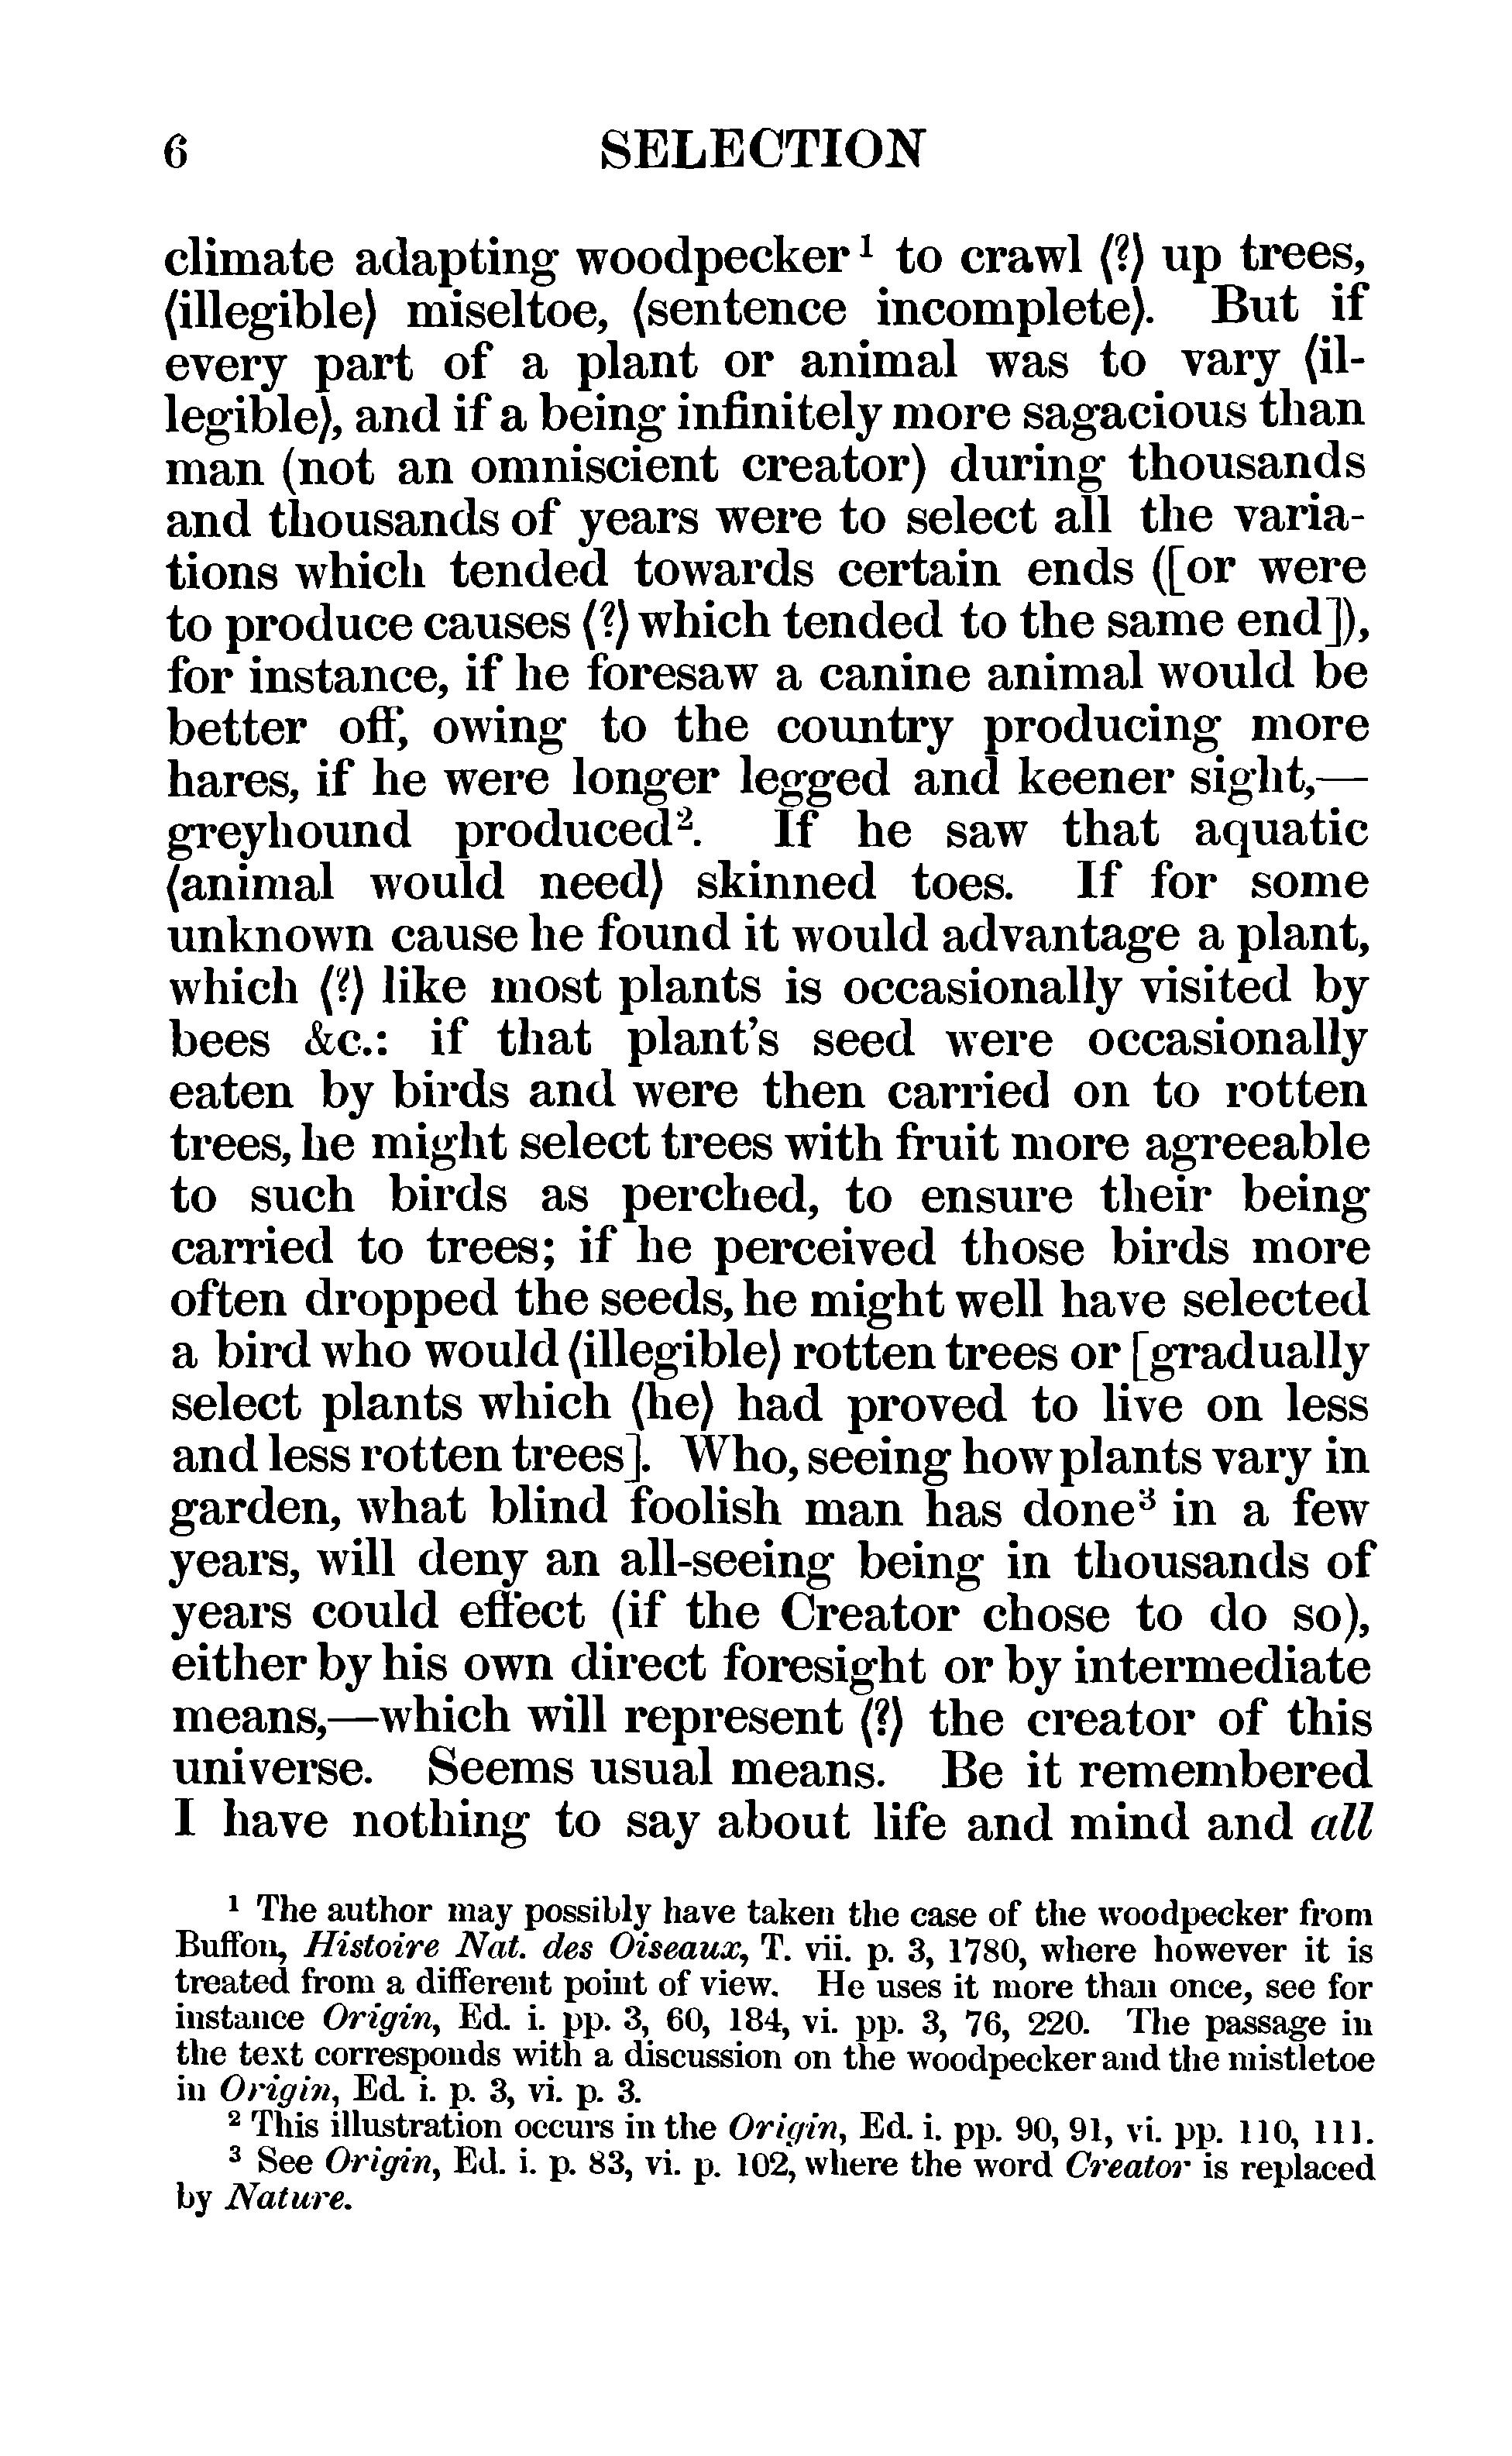 6 SELECTION
climate adapting woodpecker¹ to crawl ⟨?⟩ up trees,
⟨illegible⟩ miseltoe, ⟨sentence incomplete⟩. But if
every part of a plant or animal was to vary ⟨il-
legible⟩, and if a being infinitely more sagacious than
man (not an omniscient creator) during thousands
and thousands of years were to select all the varia-
tions which tended towards certain ends ([or were
to produce causes ⟨?⟩ which tended to the same end]),
for instance, if he foresaw a canine animal would be
better off, owing to the country producing more
hares, if he were longer legged and keener sight,—
greyhound produced². If he saw that aquatic
⟨animal would need⟩ skinned toes. If for some
unknown cause he found it would advantage a plant,
which ⟨?⟩ like most plants is occasionally visited by
bees &c.: if that plant's seed were occasionally
eaten by birds and were then carried on to rotten
trees, he might select trees with fruit more agreeable
to such birds as perched, to ensure their being
carried to trees; if he perceived those birds more
often dropped the seeds, he might well have selected
a bird who would ⟨illegible⟩ rotten trees or [gradually
select plants which ⟨he⟩ had proved to live on less
and less rotten trees]. Who, seeing how plants vary in
garden, what blind foolish man has done³ in a few
years, will deny an all-seeing being in thousands of
years could effect (if the Creator chose to do so),
either by his own direct foresight or by intermediate
means,—which will represent ⟨?⟩ the creator of this
universe. Seems usual means. Be it remembered
I have nothing to say about life and mind and all
¹ The author may possibly have taken the case of the woodpecker from
Buffon, Histoire Nat. des Oiseaux, T. vii. p. 3, 1780, where however it is
treated from a different point of view. He uses it more than once, see for
instance Origin, Ed. i. pp. 3, 60, 184, vi. pp. 3, 76, 220. The passage in
the text corresponds with a discussion on the woodpecker and the mistletoe
in Origin, Ed. i. p. 3, vi. p. 3.
² This illustration occurs in the Origin, Ed. i. pp. 90, 91, vi. pp. 110, 111.
³ See Origin, Ed. i. p. 83, vi. p. 102, where the word Creator is replaced
by Nature.